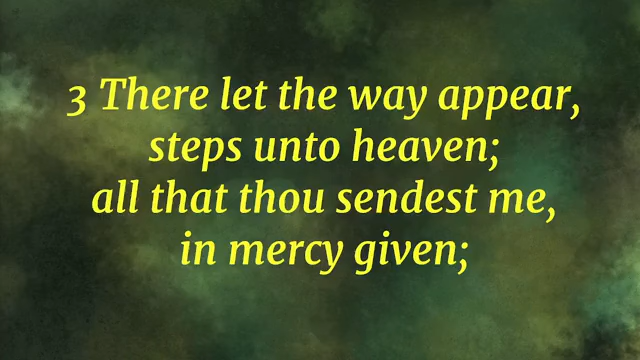 3 There let the way appear,
steps unto heaven;
all that thou sendest me,
in mercy given;